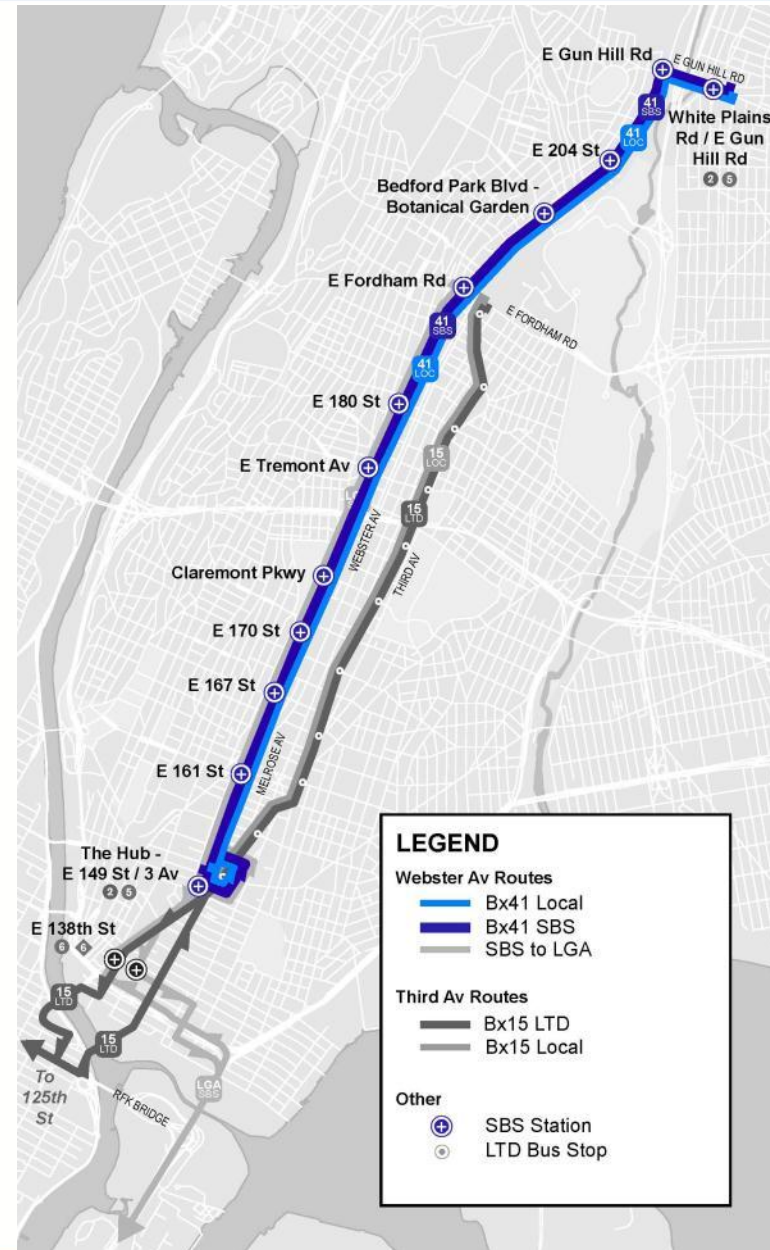 E Gun Hill Rd
E GUN HILL RD
41
SBS
White Plains
Rd / E Gun
Hill Rd
2 5
41
LOC
E 204 St
Bedford Park Blvd -
Botanical Garden
E Fordham Rd
E FORDHAM RD
41
SBS
41
LOC
E 180 St
15
LOC
E Tremont Av
15
LTD
WEBSTER AV
THIRD AV
Claremont Pkwy
E 170 St
E 167 St
MELROSE AV
E 161 St
The Hub -
E 149 St / 3 Av
2 5
E 138th St
6 6
15
LTD
15
LTD
To
125th
St
RFK BRIDGE
LGA
SBS
LEGEND
Webster Av Routes
Bx41 Local
Bx41 SBS
SBS to LGA
Third Av Routes
Bx15 LTD
Bx15 Local
Other
SBS Station
LTD Bus Stop